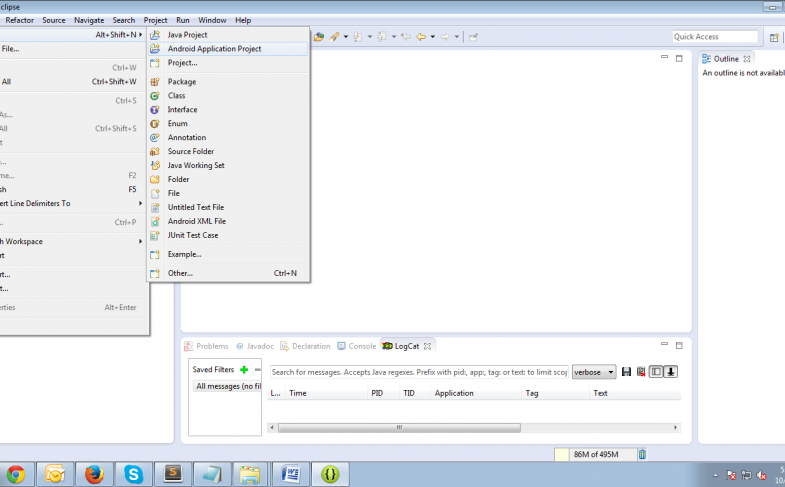 clipse
Refactor Source Navigate Search Project Run Window Help
Alt+Shift+N
File...
Ctrl+W
All Ctrl+Shift+W
Ctrl+S
As...
All Ctrl+Shift+S
t
...
me... F2
sh F5
ert Line Delimiters To
... Ctrl+P
h Workspace
rt
rt...
t...
erties Alt+Enter
Java Project
Android Application Project
Project...
Package
Class
Interface
Enum
Annotation
Source Folder
Java Working Set
Folder
File
Untitled Text File
Android XML File
JUnit Test Case
Example...
Other... Ctrl+N
Quick Access
Outline
An outline is not availabl
Problems @ Javadoc Declaration Console LogCat
Saved Filters
All messages (no fil
Search for messages. Accepts Java regexes. Prefix with pid:, app:, tag: or text: to limit scop
verbose
L... Time PID TID Application Tag Text
86M of 495M
5
10.